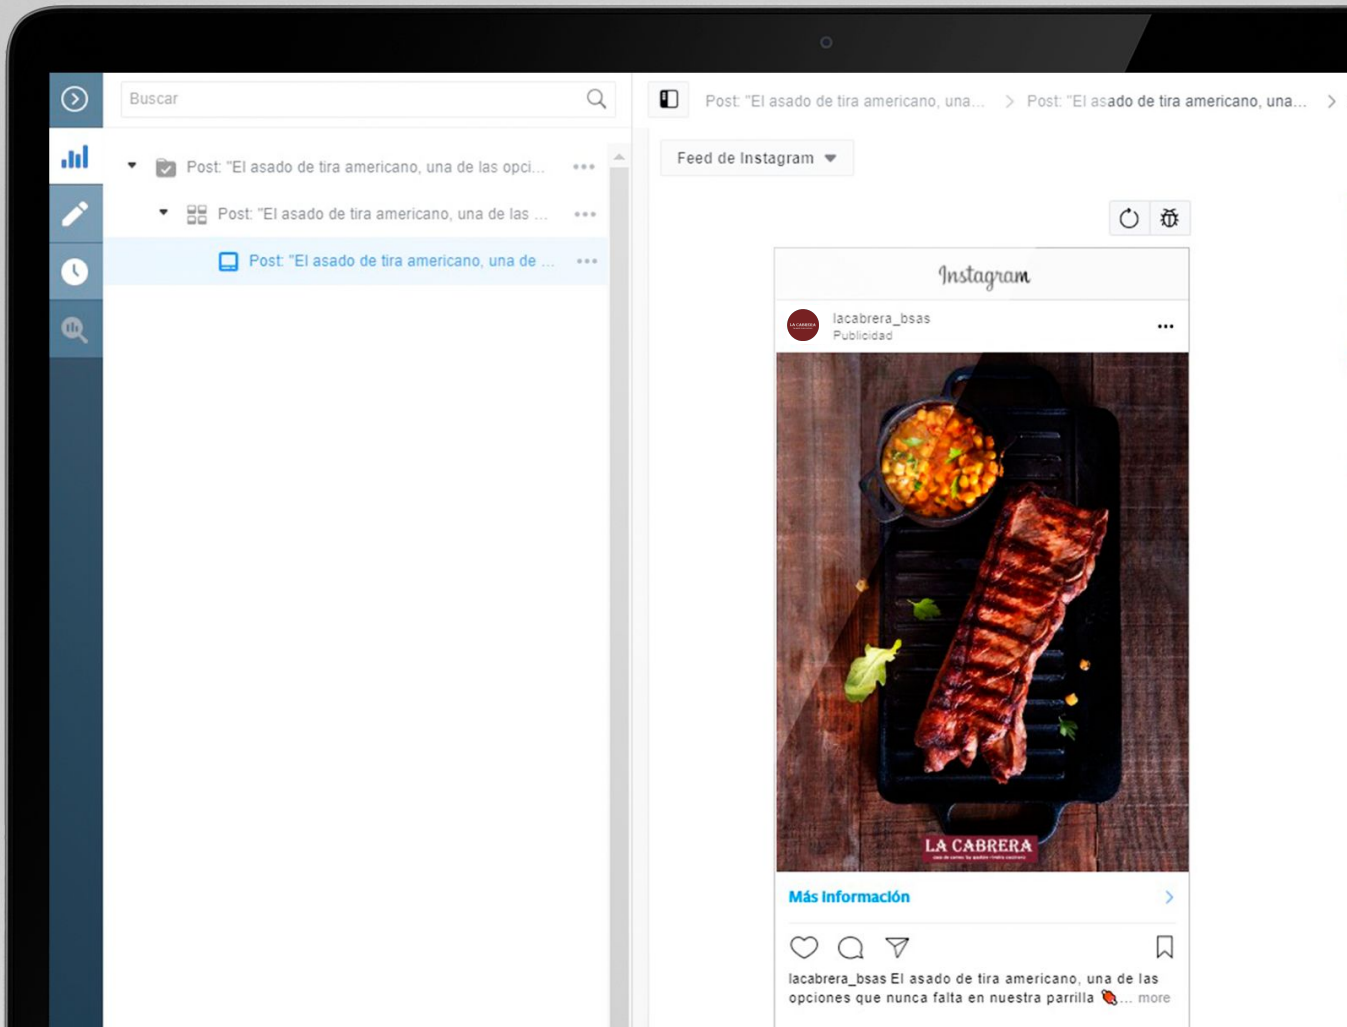 Buscar
Post: "El asado de tira americano, una de las opci...
Post: "El asado de tira americano, una de las ...
Post: "El asado de tira americano, una de ...
Post: "El asado de tira americano, una... > Post: "El asado de tira americano, una... >
Feed de Instagram
Instagram
LA CABRERA
lacabrera_bsas
Publicidad
LA CABRERA
Más información
lacabrera_bsas El asado de tira americano, una de las
opciones que nunca falta en nuestra parrilla ... more